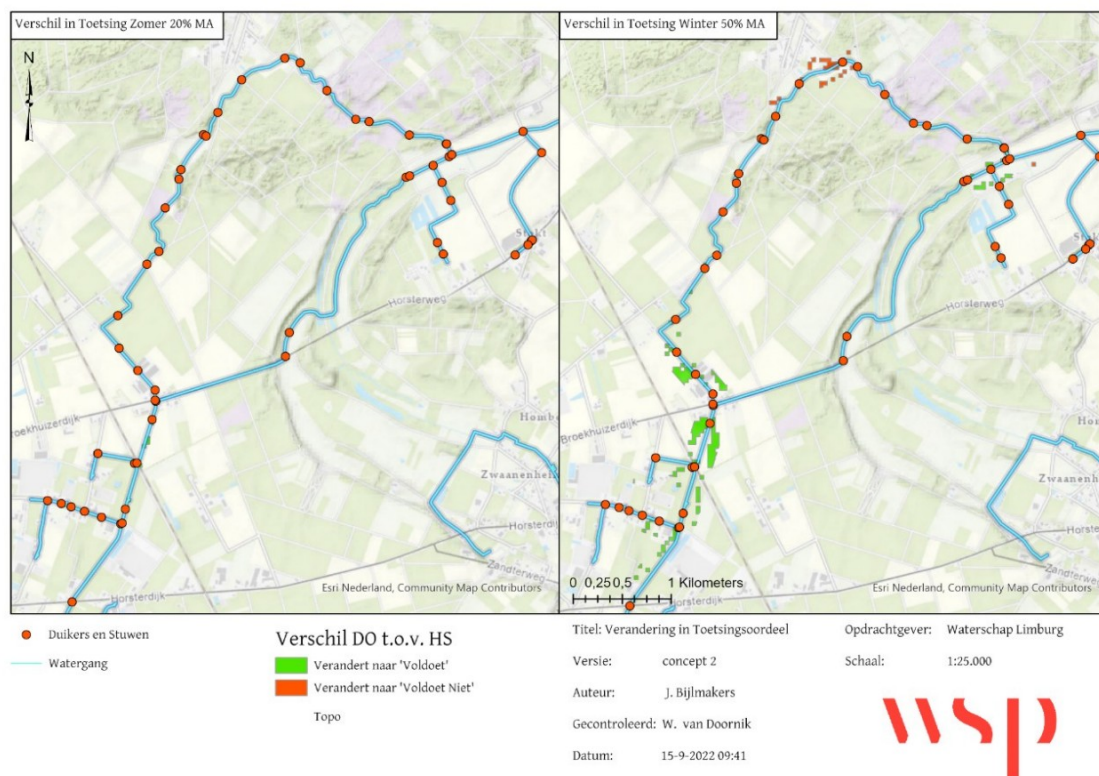 Verschil in Toetsing Zomer 20% MA
N
Stokt
Horsterweg
Broekhuizerdijk
Zwaanenhei
Horsterdijk
Zandterweg
Horsterdijk
Esri Nederland, Community Map Contributors
Verschil in Toetsing Winter 50% MA
Horsterweg
Broekhuizerdijk
Horsterdijk
Zandterweg
Esri Nederland, Community Map Contributors
0 0,25 0,5 1 Kilometers
Duikers en Stuwen
Watergang
Verschil DO t.o.v. HS
Verandert naar 'Voldoet'
Verandert naar 'Voldoet Niet'
Topo
Titel: Verandering in Toetsingsoordeel
Versie: concept 2
Auteur: J. Bijlmakers
Gecontroleerd: W. van Doornik
Datum: 15-9-2022 09:41
Opdrachtgever: Waterschap Limburg
Schaal: 1:25.000
wsp